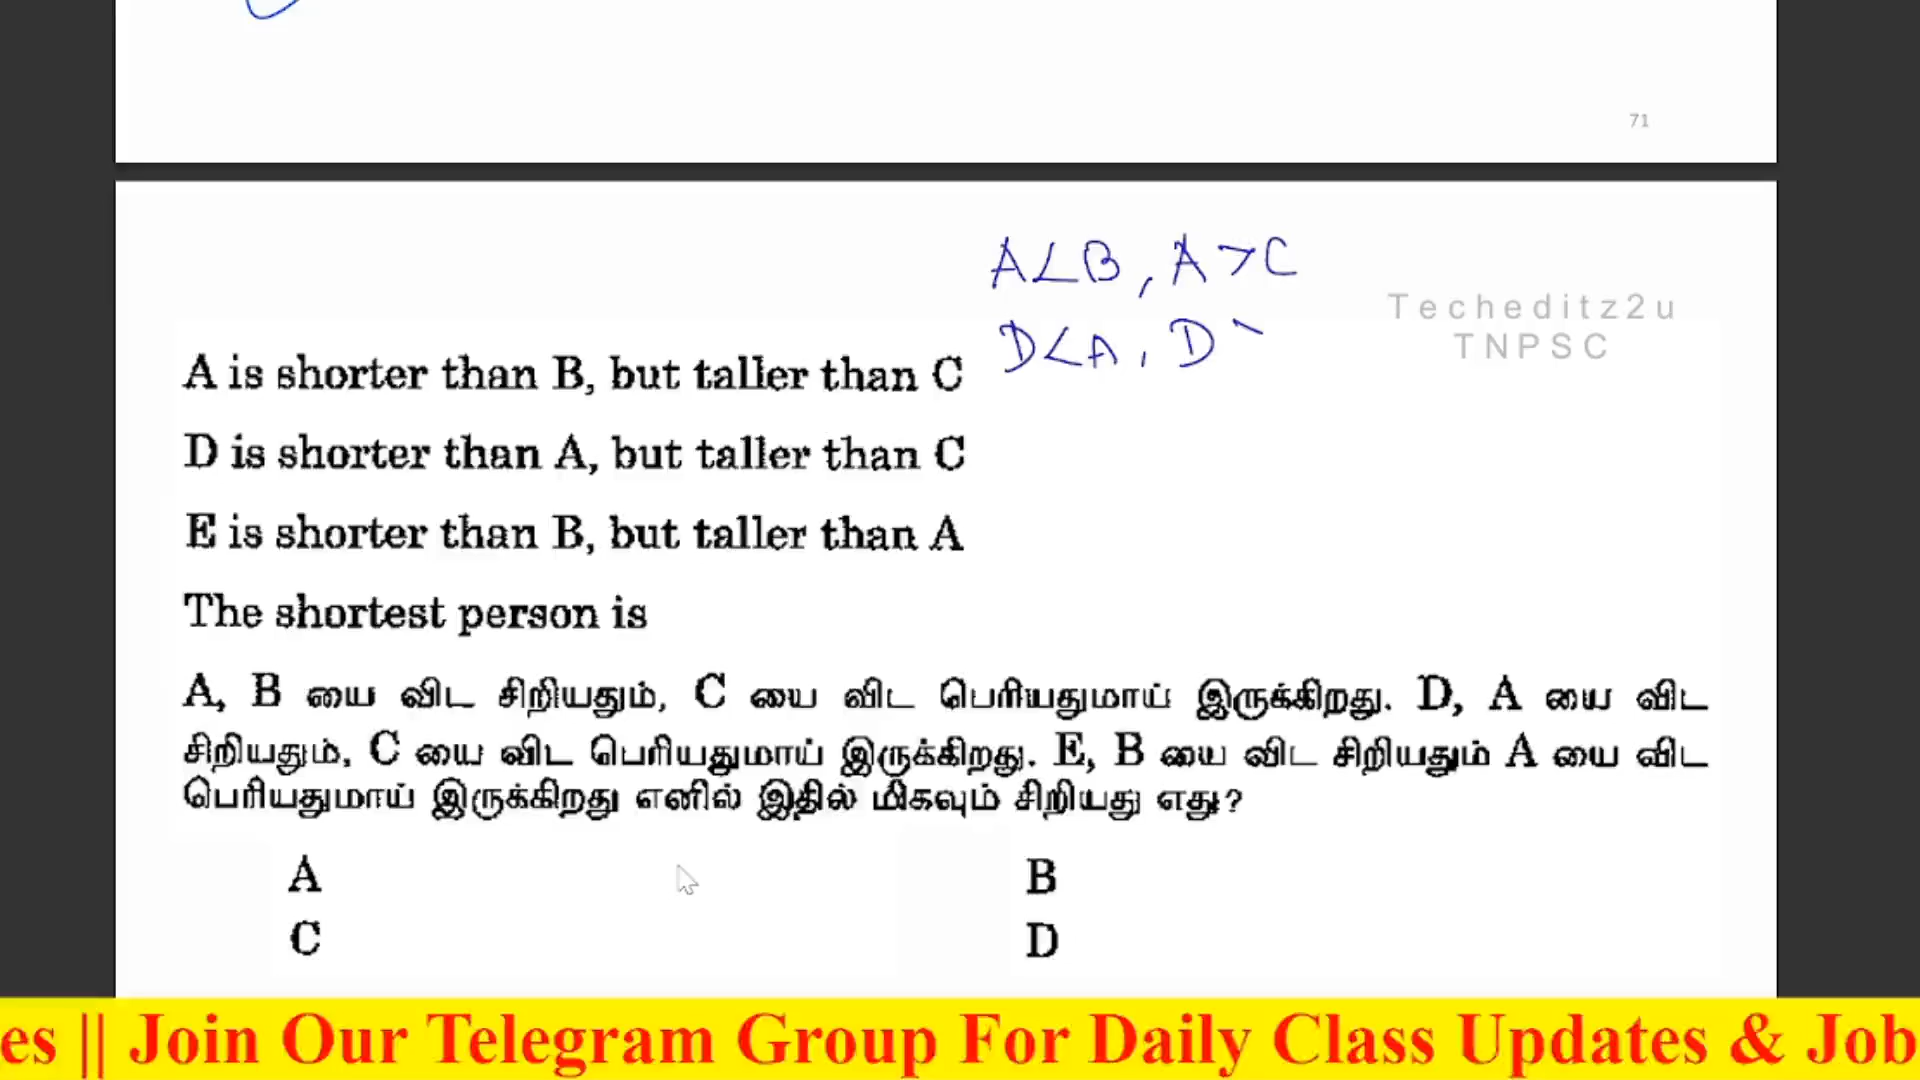 71
A < B, A > C
Techeditz2u
D < A, D
TNPSC
A is shorter than B, but taller than C
D is shorter than A, but taller than C
E is shorter than B, but taller than A
The shortest person is
A, B யை விட சிறியதும், C யை விட பெரியதுமாய் இருக்கிறது. D, A யை விட
சிறியதும், C யை விட பெரியதுமாய் இருக்கிறது. E, B யை விட சிறியதும் A யை விட
பெரியதுமாய் இருக்கிறது எனில் இதில் மிகவும் சிறியது எது?
A B
C D
es || Join Our Telegram Group For Daily Class Updates & Job